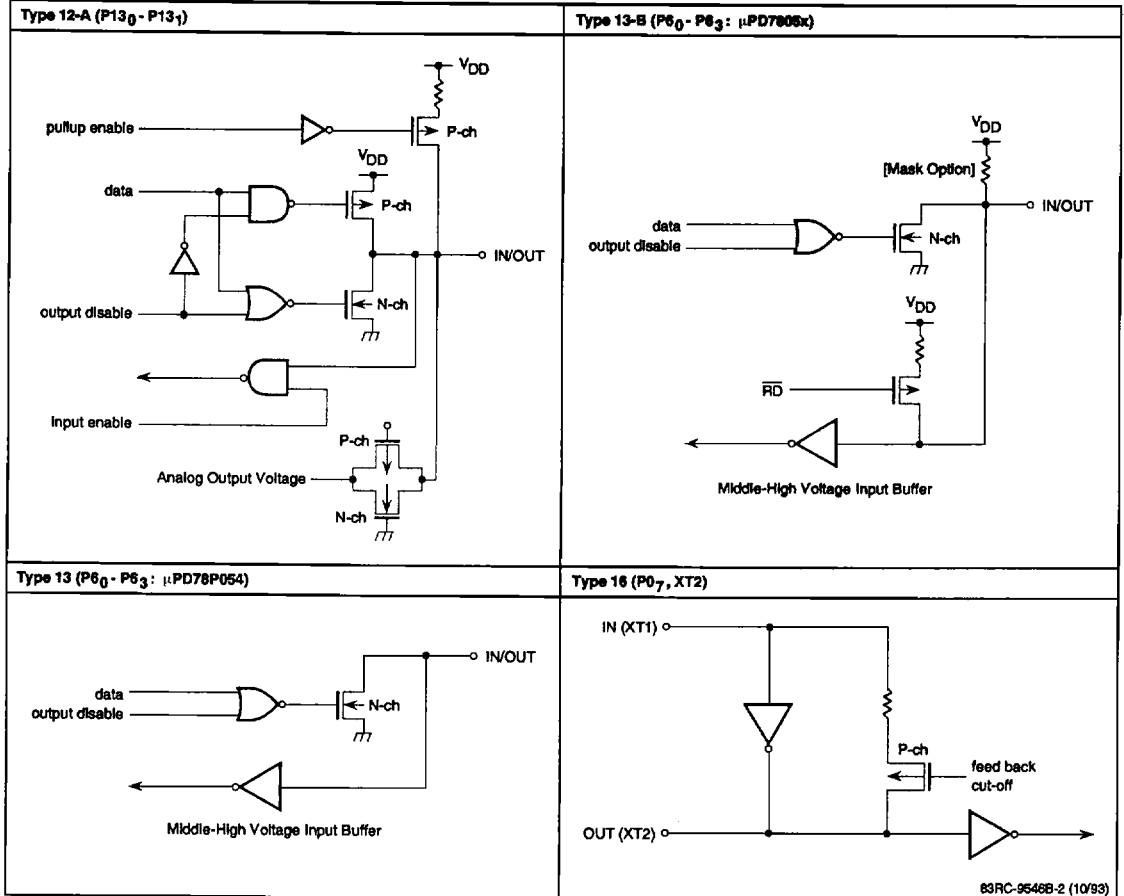 Type 12-A (P13₀ - P13₁)
V_DD
pullup enable
P-ch
V_DD
data
P-ch
IN/OUT
output disable
N-ch
input enable
P-ch
Analog Output Voltage
N-ch
Type 13-B (P6₀ - P6₃: μPD7805x)
V_DD
[Mask Option]
IN/OUT
data
output disable
N-ch
V_DD
R̅D̅
Middle-High Voltage Input Buffer
Type 13 (P6₀ - P6₃: μPD78P054)
IN/OUT
data
output disable
N-ch
Middle-High Voltage Input Buffer
Type 16 (P0₇, XT2)
IN (XT1)
P-ch
feed back
cut-off
OUT (XT2)
83RC-9546B-2 (10/93)